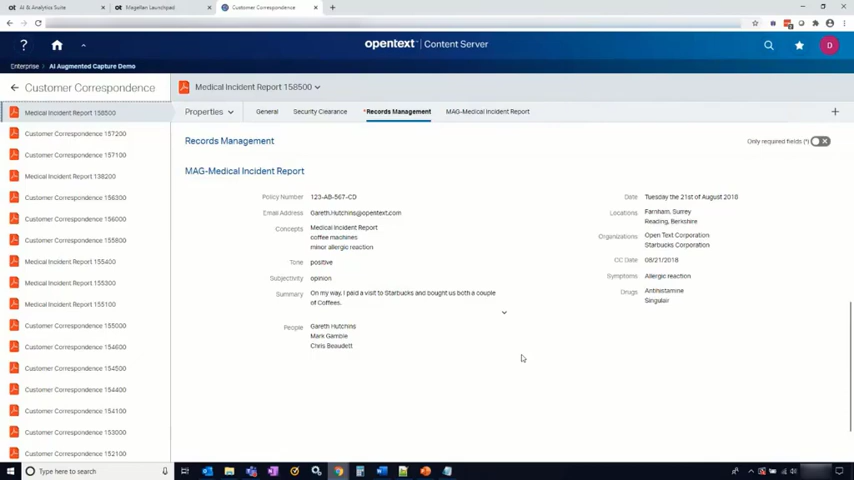 AI & Analytics Suite
Magellan Launchpad
Customer Correspondence
opentext™ | Content Server
D
Enterprise
AI Augmented Capture Demo
Customer Correspondence
Medical Incident Report 158500
Properties
General
Security Clearance
*Records Management
MAG-Medical Incident Report
Medical Incident Report 158500
Customer Correspondence 157200
Customer Correspondence 157100
Medical Incident Report 138200
Customer Correspondence 156300
Customer Correspondence 156000
Customer Correspondence 155800
Medical Incident Report 155400
Medical Incident Report 155300
Medical Incident Report 155100
Customer Correspondence 155000
Customer Correspondence 154600
Customer Correspondence 154500
Customer Correspondence 154400
Customer Correspondence 154100
Customer Correspondence 153000
Customer Correspondence 152100
Records Management
Only required fields (*)
MAG-Medical Incident Report
Policy Number 123-AB-567-CD
Email Address Gareth.Hutchins@opentext.com
Concepts Medical Incident Report
coffee machines
minor allergic reaction
Tone positive
Subjectivity opinion
Summary On my way, I paid a visit to Starbucks and bought us both a couple
of Coffees.
People Gareth Hutchins
Mark Gamble
Chris Beaudett
Date Tuesday the 21st of August 2018
Locations Farnham, Surrey
Reading, Berkshire
Organizations Open Text Corporation
Starbucks Corporation
CC Date 08/21/2018
Symptoms Allergic reaction
Drugs Antihistamine
Singulair
Type here to search